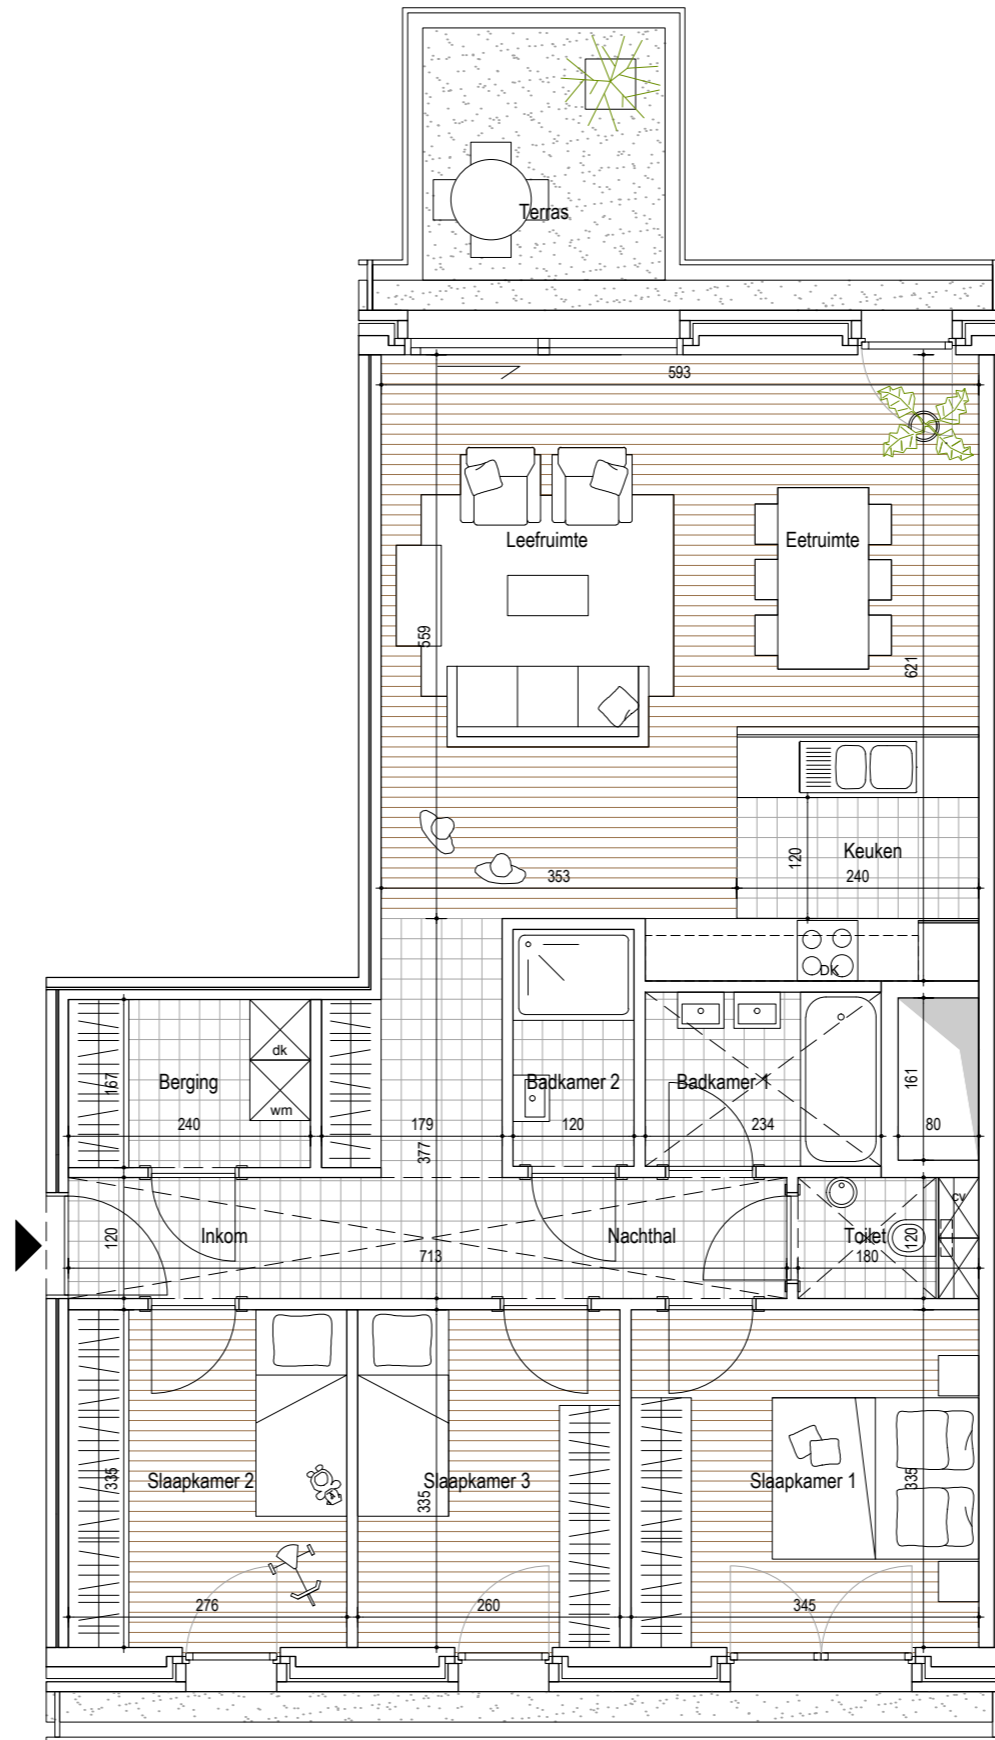 Terras
593
Leefruimte
Eetruimte
559
621
Keuken
120
353
240
DK
dk
Berging
167
wm
Badkamer 2
Badkamer 1
161
240
179
377
120
234
80
cv
Inkom
Nachthal
Toilet
120
120
713
180
Slaapkamer 2
Slaapkamer 3
Slaapkamer 1
335
335
335
276
260
345